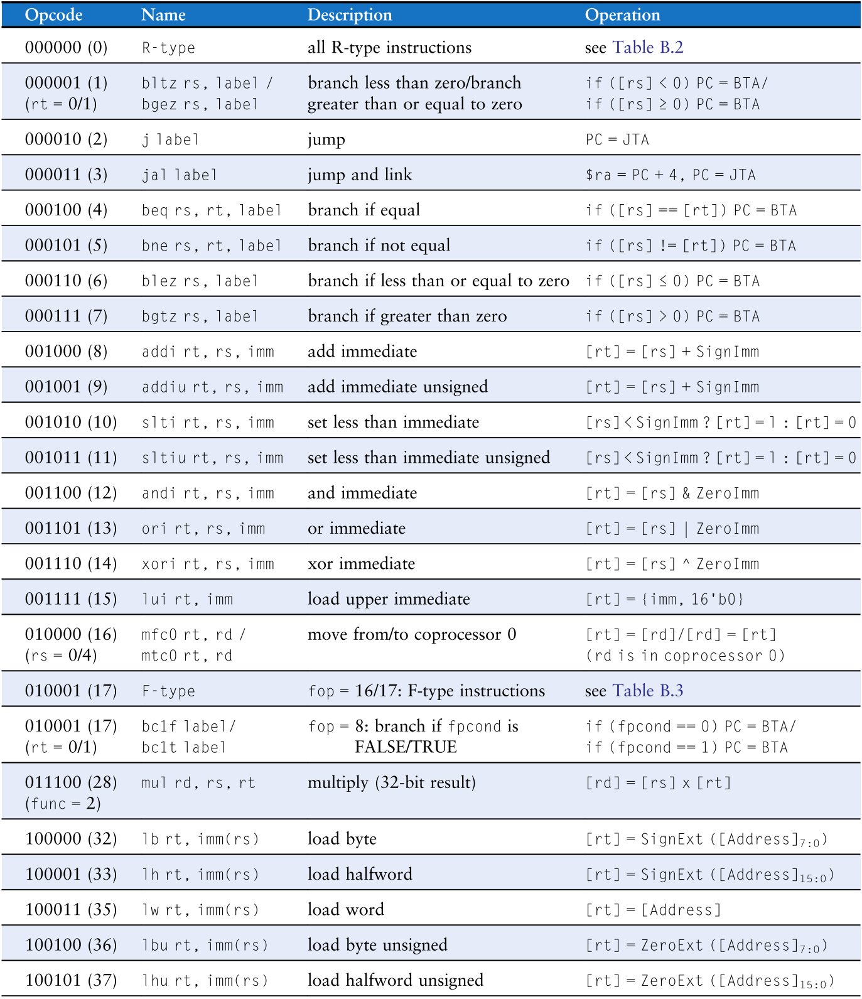 Opcode Name Description Operation
000000 (0) R-type all R-type instructions see Table B.2
000001 (1) bltz rs, label / branch less than zero/branch if ([rs] < 0) PC = BTA/
(rt = 0/1) bgez rs, label greater than or equal to zero if ([rs] ≥ 0) PC = BTA
000010 (2) j label jump PC = JTA
000011 (3) jal label jump and link $ra = PC + 4, PC = JTA
000100 (4) beq rs, rt, label branch if equal if ([rs] == [rt]) PC = BTA
000101 (5) bne rs, rt, label branch if not equal if ([rs] != [rt]) PC = BTA
000110 (6) blez rs, label branch if less than or equal to zero if ([rs] ≤ 0) PC = BTA
000111 (7) bgtz rs, label branch if greater than zero if ([rs] > 0) PC = BTA
001000 (8) addi rt, rs, imm add immediate [rt] = [rs] + SignImm
001001 (9) addiu rt, rs, imm add immediate unsigned [rt] = [rs] + SignImm
001010 (10) slti rt, rs, imm set less than immediate [rs] < SignImm ? [rt] = 1 : [rt] = 0
001011 (11) sltiu rt, rs, imm set less than immediate unsigned [rs] < SignImm ? [rt] = 1 : [rt] = 0
001100 (12) andi rt, rs, imm and immediate [rt] = [rs] & ZeroImm
001101 (13) ori rt, rs, imm or immediate [rt] = [rs] | ZeroImm
001110 (14) xori rt, rs, imm xor immediate [rt] = [rs] ^ ZeroImm
001111 (15) lui rt, imm load upper immediate [rt] = {imm, 16'b0}
010000 (16) mfc0 rt, rd / move from/to coprocessor 0 [rt] = [rd]/[rd] = [rt]
(rs = 0/4) mtc0 rt, rd (rd is in coprocessor 0)
010001 (17) F-type fop = 16/17: F-type instructions see Table B.3
010001 (17) bc1f label/ fop = 8: branch if fpcond is if (fpcond == 0) PC = BTA/
(rt = 0/1) bc1t label FALSE/TRUE if (fpcond == 1) PC = BTA
011100 (28) mul rd, rs, rt multiply (32-bit result) [rd] = [rs] x [rt]
(func = 2)
100000 (32) lb rt, imm(rs) load byte [rt] = SignExt ([Address]7:0)
100001 (33) lh rt, imm(rs) load halfword [rt] = SignExt ([Address]15:0)
100011 (35) lw rt, imm(rs) load word [rt] = [Address]
100100 (36) lbu rt, imm(rs) load byte unsigned [rt] = ZeroExt ([Address]7:0)
100101 (37) lhu rt, imm(rs) load halfword unsigned [rt] = ZeroExt ([Address]15:0)